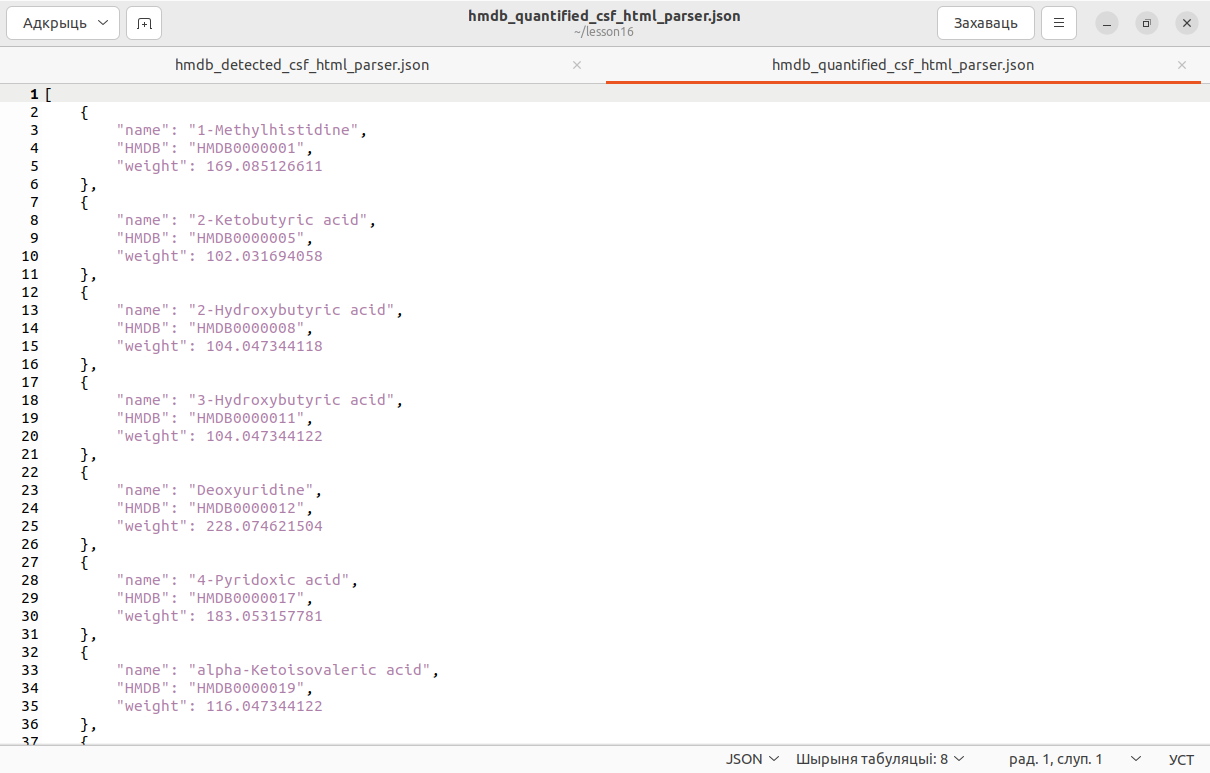 Адкрыць
hmdb_quantified_csf_html_parser.json
~/lesson16
Захаваць
hmdb_detected_csf_html_parser.json
hmdb_quantified_csf_html_parser.json
1 [
2     {
3         "name": "1-Methylhistidine",
4         "HMDB": "HMDB0000001",
5         "weight": 169.085126611
6     },
7     {
8         "name": "2-Ketobutyric acid",
9         "HMDB": "HMDB0000005",
10         "weight": 102.031694058
11     },
12     {
13         "name": "2-Hydroxybutyric acid",
14         "HMDB": "HMDB0000008",
15         "weight": 104.047344118
16     },
17     {
18         "name": "3-Hydroxybutyric acid",
19         "HMDB": "HMDB0000011",
20         "weight": 104.047344122
21     },
22     {
23         "name": "Deoxyuridine",
24         "HMDB": "HMDB0000012",
25         "weight": 228.074621504
26     },
27     {
28         "name": "4-Pyridoxic acid",
29         "HMDB": "HMDB0000017",
30         "weight": 183.053157781
31     },
32     {
33         "name": "alpha-Ketoisovaleric acid",
34         "HMDB": "HMDB0000019",
35         "weight": 116.047344122
36     },
37     {
JSON Шырыня табуляцыі: 8 рад. 1, слуп. 1 УСТ